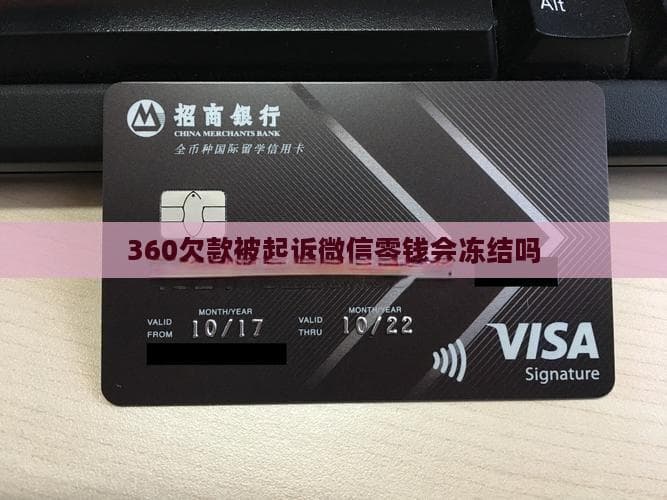 Alt
招商銀行
CHINA MERCHANTS BANK
全币种国际留学信用卡
360欠款被起诉微信零钱会冻结吗
MONTH/YEAR MONTH/YEAR
VALID FROM 10/17 VALID THRU 10/22
VISA
Signature